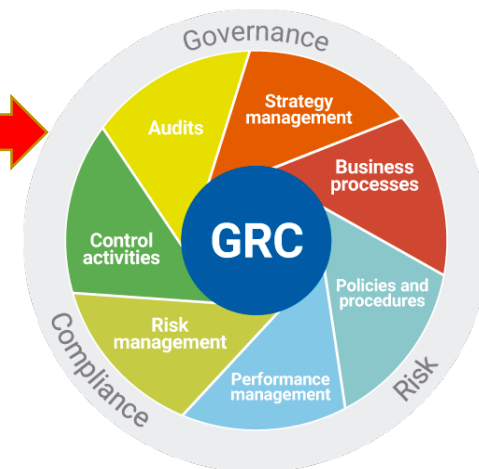 Governance
Strategy
management
Audits
Business
processes
GRC
Control
activities
Policies and
procedures
Risk
management
Performance
management
Compliance
Risk